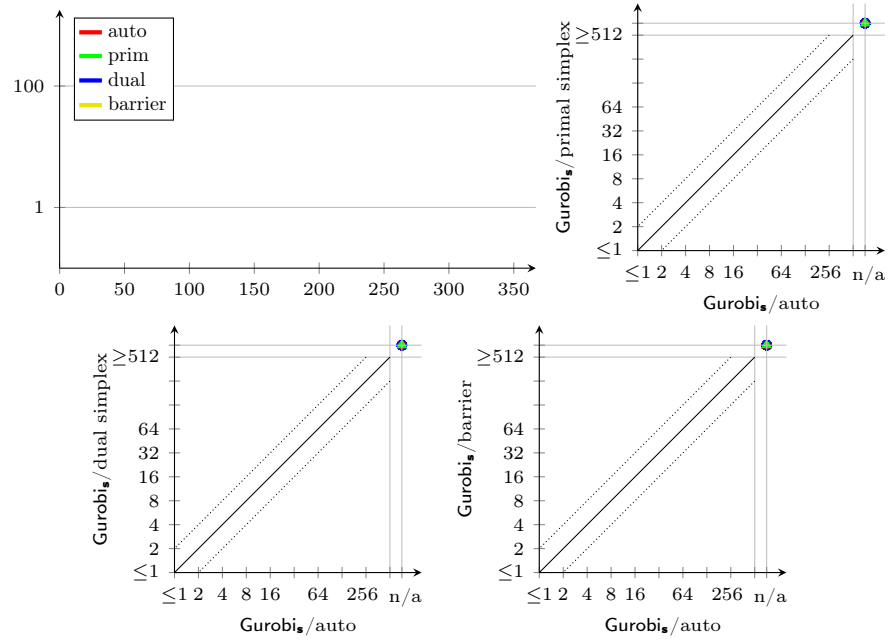 auto
prim
dual
barrier
100
1
0 50 100 150 200 250 300 350
Gurobis/primal simplex
≥512
64
32
16
8
4
2
≤1
≤1 2 4 8 16 64 256 n/a
Gurobis/auto
Gurobis/dual simplex
≥512
64
32
16
8
4
2
≤1
≤1 2 4 8 16 64 256 n/a
Gurobis/auto
Gurobis/barrier
≥512
64
32
16
8
4
2
≤1
≤1 2 4 8 16 64 256 n/a
Gurobis/auto